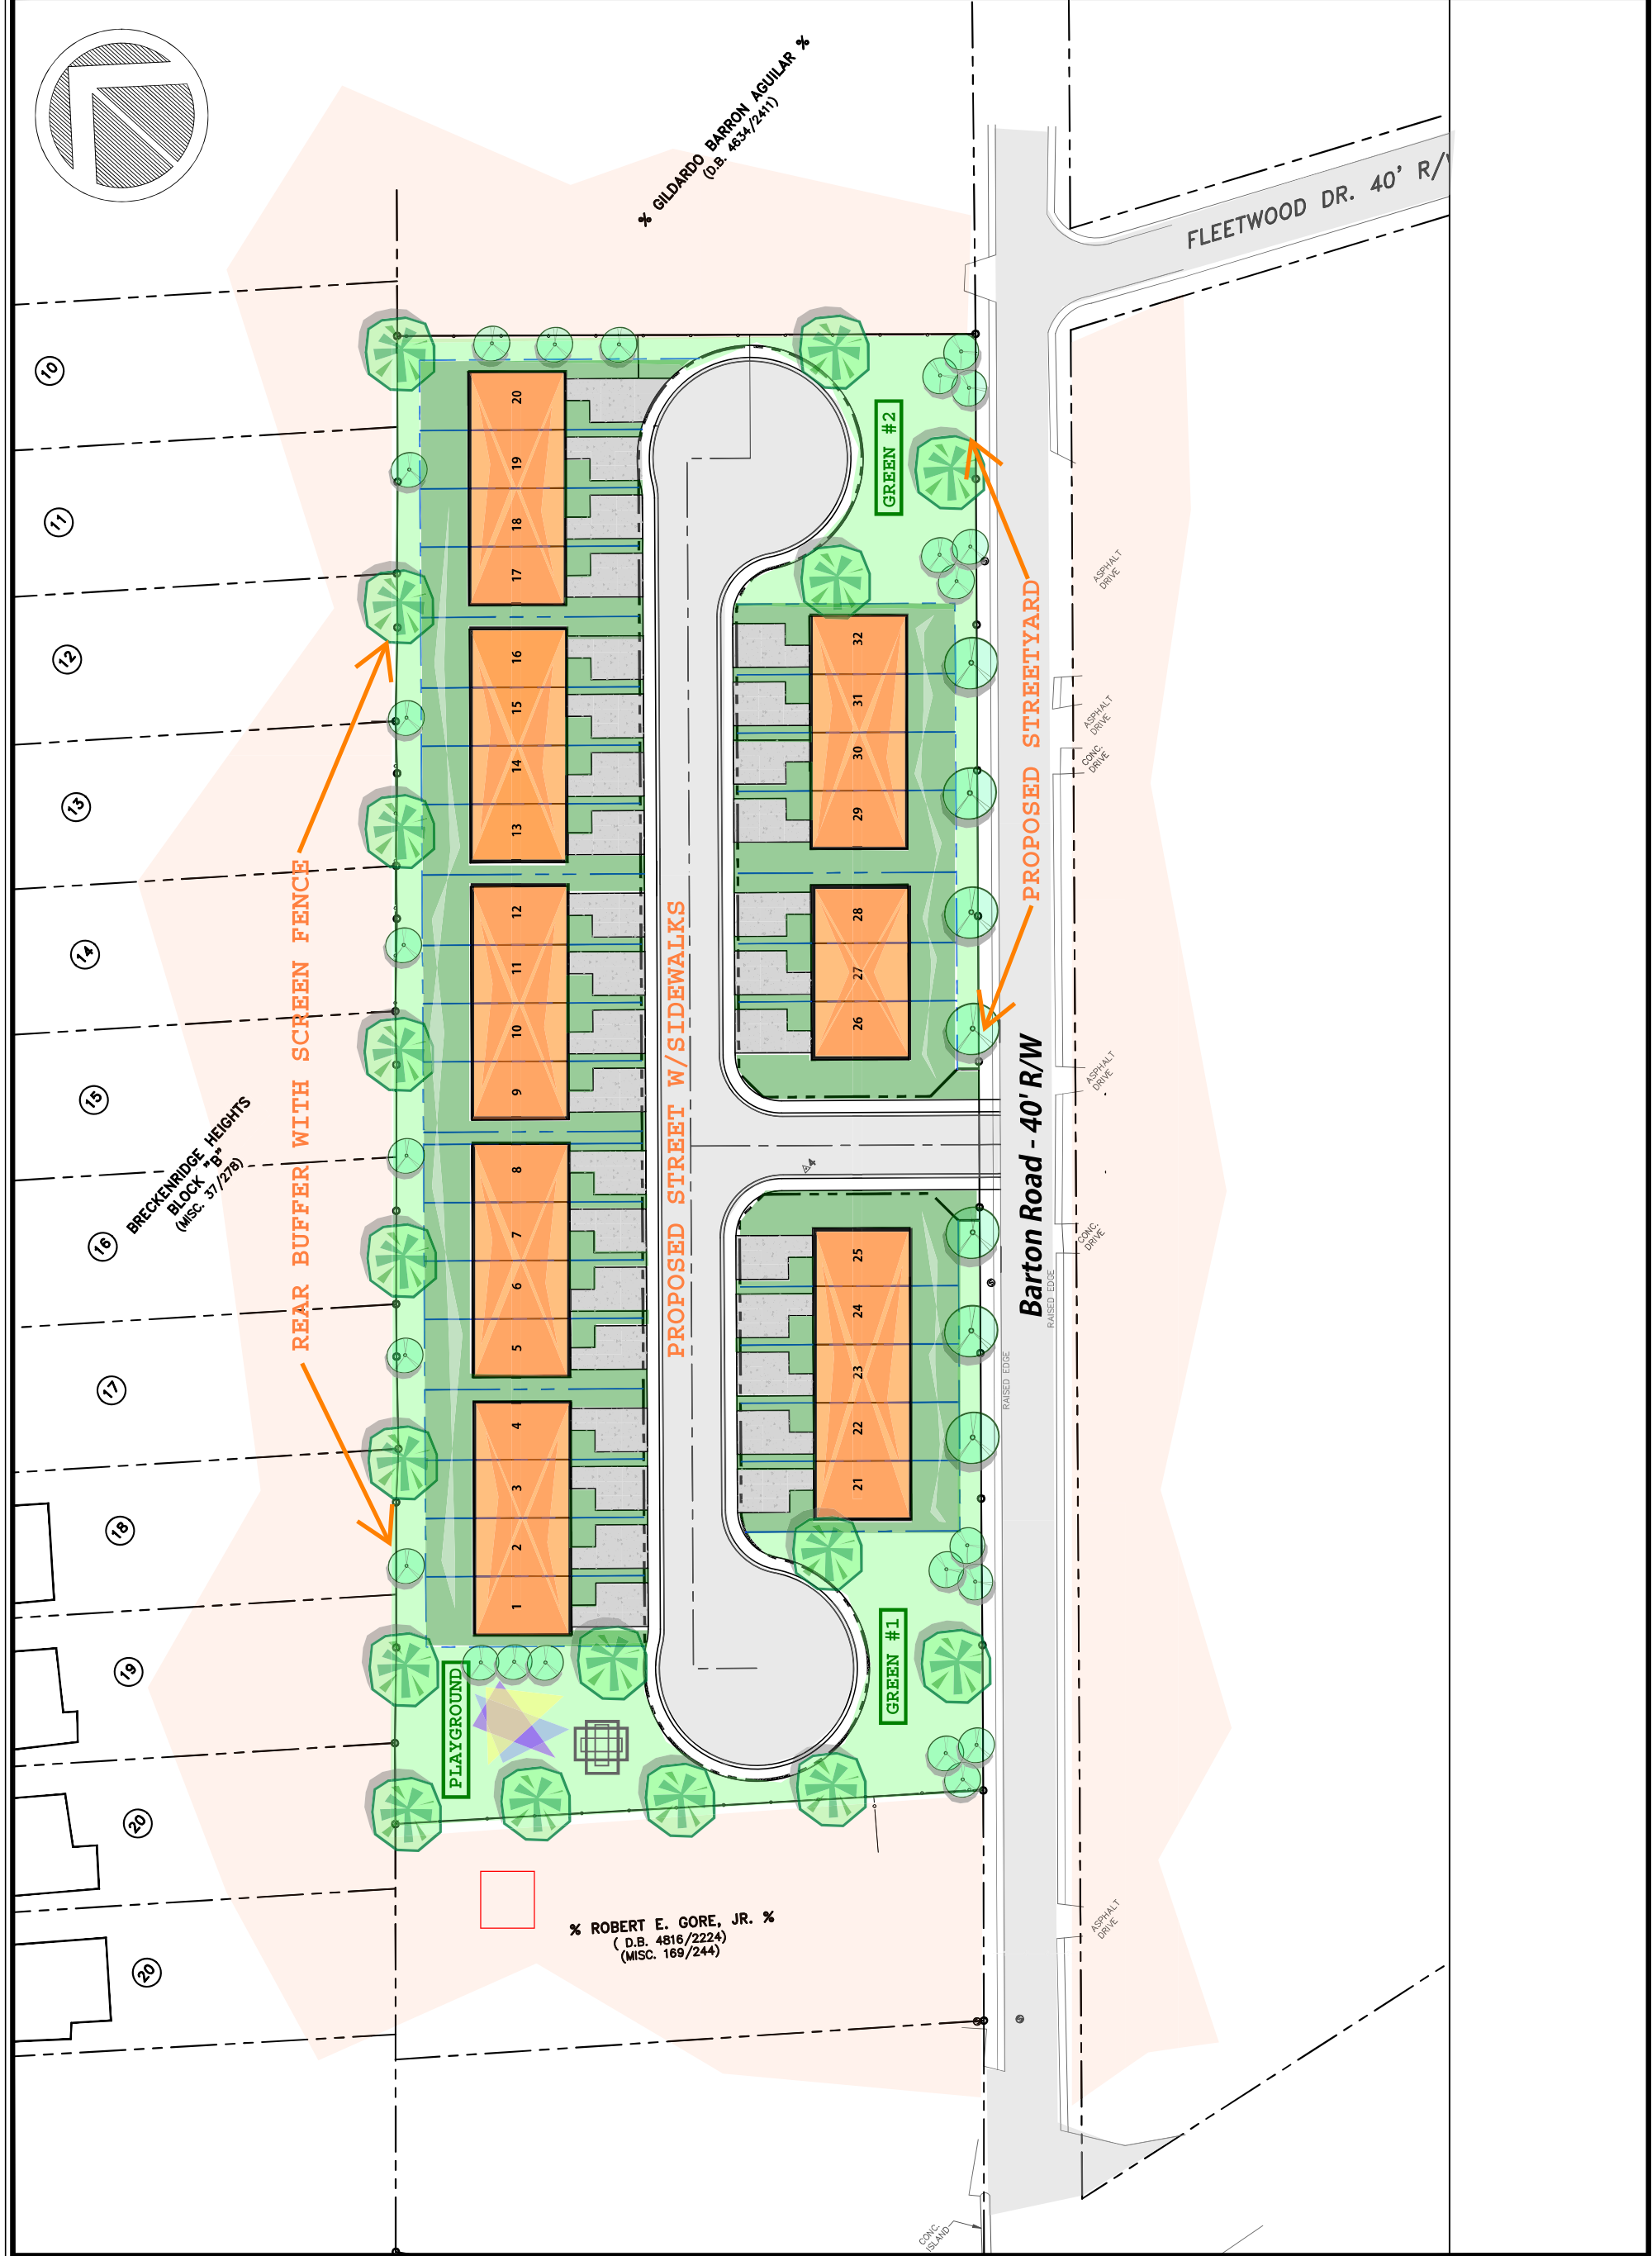 % GILDARDO BARRON AGUILAR %
(D.B. 4634/2411)
FLEETWOOD DR. 40' R/
10
11
12
13
14
15
16
17
18
19
20
20
BRECKENRIDGE HEIGHTS
BLOCK "B"
(MISC. 37/278)
REAR BUFFER WITH SCREEN FENCE
20
19
18
17
16
15
14
13
12
11
10
9
8
7
6
5
4
3
2
1
PROPOSED STREET W/SIDEWALKS
GREEN #2
32
31
30
29
28
27
26
25
24
23
22
21
GREEN #1
PLAYGROUND
PROPOSED STREETYARD
Barton Road - 40' R/W
RAISED EDGE
RAISED EDGE
ASPHALT
DRIVE
ASPHALT
DRIVE
CONC.
DRIVE
ASPHALT
DRIVE
CONC.
DRIVE
ASPHALT
DRIVE
% ROBERT E. GORE, JR. %
( D.B. 4816/2224)
(MISC. 169/244)
CONC.
ISLAND